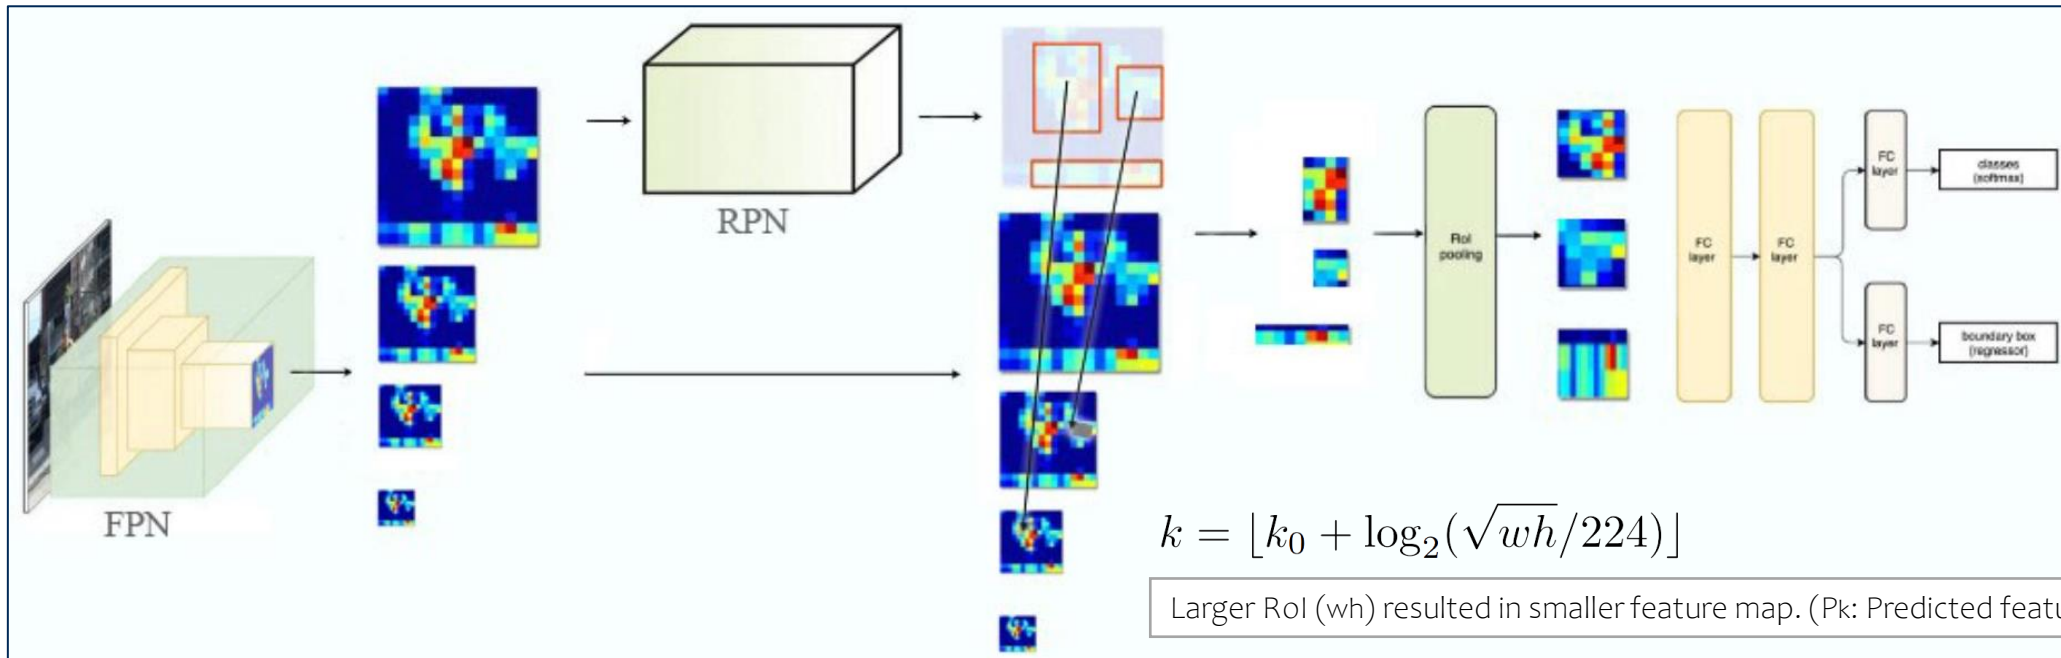 RPN
FPN
RoI
pooling
FC
layer
FC
layer
FC
layer
classes
(softmax)
FC
layer
boundary box
(regressor)
k = ⌊k₀ + log₂(√wh/224)⌋
Larger RoI (wh) resulted in smaller feature map. (Pk: Predicted